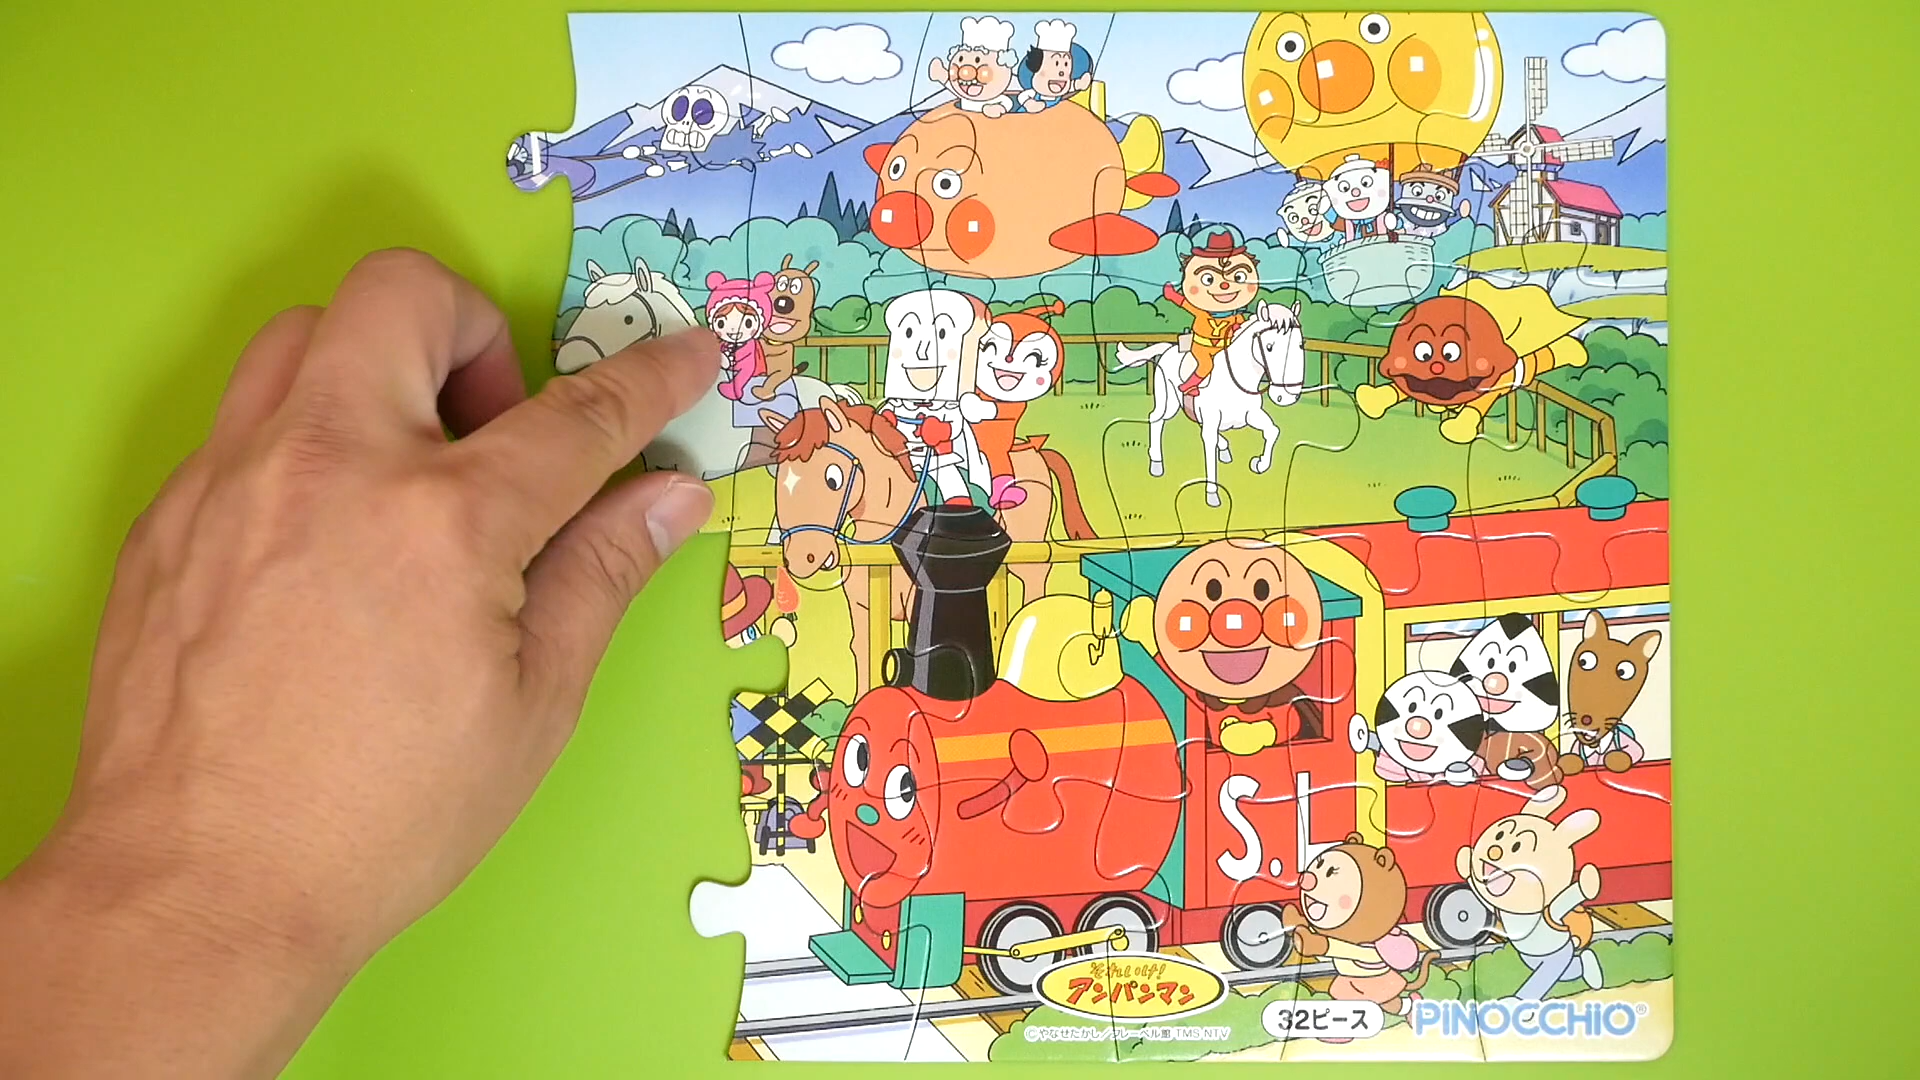 S.L
それいけ!
アンパンマン
©やなせたかし/フレーベル館 TMS NTV
32ピース
PINOCCHIO®